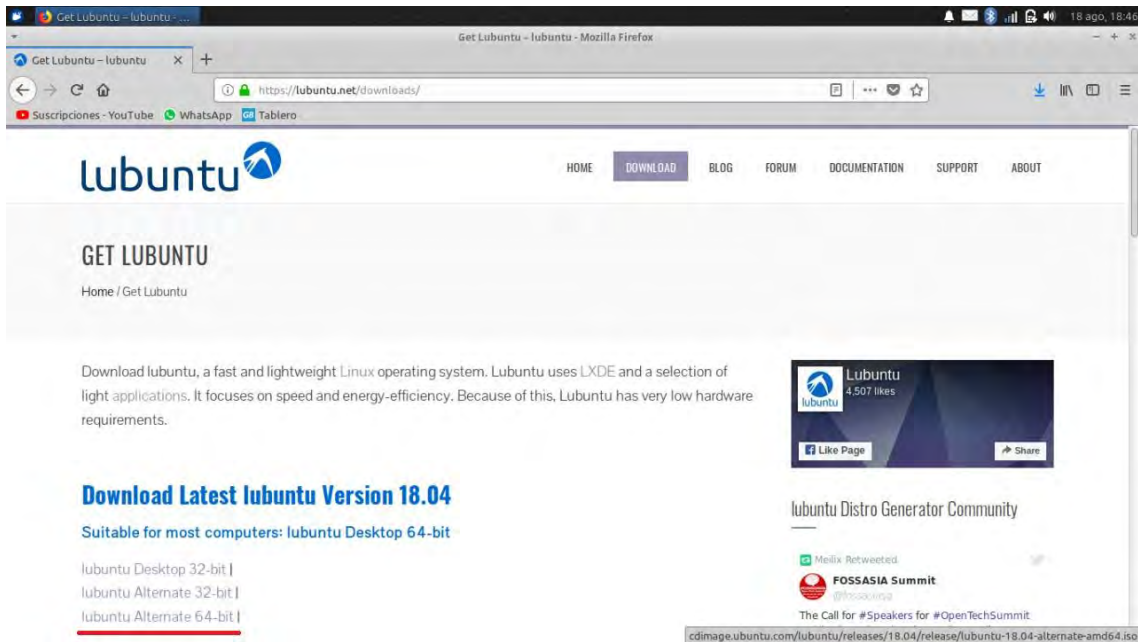 Get Lubuntu – lubuntu - ...
18 ago, 18:46
Get Lubuntu – lubuntu - Mozilla Firefox
Get Lubuntu – lubuntu
https://lubuntu.net/downloads/
Suscripciones - YouTube WhatsApp GB Tablero
lubuntu
HOME DOWNLOAD BLOG FORUM DOCUMENTATION SUPPORT ABOUT
GET LUBUNTU
Home / Get Lubuntu
Download lubuntu, a fast and lightweight Linux operating system. Lubuntu uses LXDE and a selection of
light applications. It focuses on speed and energy-efficiency. Because of this, Lubuntu has very low hardware
requirements.
Lubuntu
4,507 likes
lubuntu
Like Page Share
Download Latest lubuntu Version 18.04
Suitable for most computers: lubuntu Desktop 64-bit
lubuntu Desktop 32-bit |
lubuntu Alternate 32-bit |
lubuntu Alternate 64-bit |
lubuntu Distro Generator Community
Meilix Retweeted
FOSSASIA Summit
@fossasia
The Call for #Speakers for #OpenTechSummit
cdimage.ubuntu.com/lubuntu/releases/18.04/release/lubuntu-18.04-alternate-amd64.iso